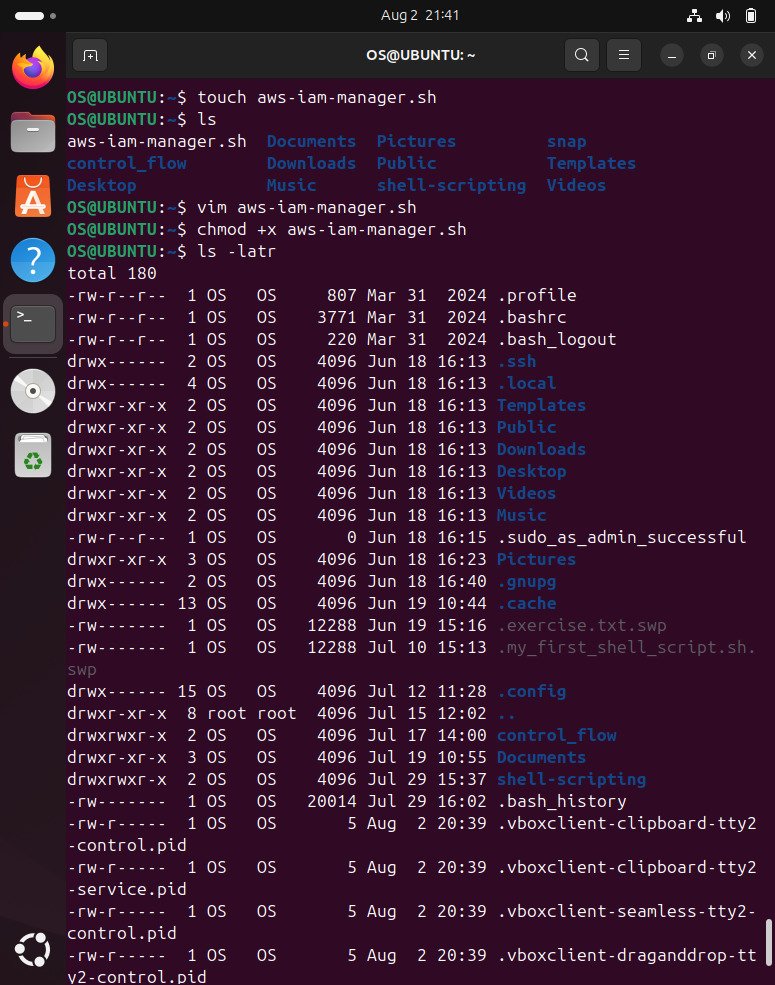 Aug 2 21:41
OS@UBUNTU: ~
OS@UBUNTU:~$ touch aws-iam-manager.sh
OS@UBUNTU:~$ ls
aws-iam-manager.sh  Documents  Pictures         snap
control_flow        Downloads  Public           Templates
Desktop             Music      shell-scripting  Videos
OS@UBUNTU:~$ vim aws-iam-manager.sh
OS@UBUNTU:~$ chmod +x aws-iam-manager.sh
OS@UBUNTU:~$ ls -latr
total 180
-rw-r--r--  1 OS   OS     807 Mar 31  2024 .profile
-rw-r--r--  1 OS   OS    3771 Mar 31  2024 .bashrc
-rw-r--r--  1 OS   OS     220 Mar 31  2024 .bash_logout
drwx------  2 OS   OS    4096 Jun 18 16:13 .ssh
drwx------  4 OS   OS    4096 Jun 18 16:13 .local
drwxr-xr-x  2 OS   OS    4096 Jun 18 16:13 Templates
drwxr-xr-x  2 OS   OS    4096 Jun 18 16:13 Public
drwxr-xr-x  2 OS   OS    4096 Jun 18 16:13 Downloads
drwxr-xr-x  2 OS   OS    4096 Jun 18 16:13 Desktop
drwxr-xr-x  2 OS   OS    4096 Jun 18 16:13 Videos
drwxr-xr-x  2 OS   OS    4096 Jun 18 16:13 Music
-rw-r--r--  1 OS   OS       0 Jun 18 16:15 .sudo_as_admin_successful
drwxr-xr-x  3 OS   OS    4096 Jun 18 16:23 Pictures
drwx------  2 OS   OS    4096 Jun 18 16:40 .gnupg
drwx------ 13 OS   OS    4096 Jun 19 10:44 .cache
-rw-------  1 OS   OS   12288 Jun 19 15:16 .exercise.txt.swp
-rw-------  1 OS   OS   12288 Jul 10 15:13 .my_first_shell_script.sh.
swp
drwx------ 15 OS   OS    4096 Jul 12 11:28 .config
drwxr-xr-x  8 root root  4096 Jul 15 12:02 ..
drwxrwxr-x  2 OS   OS    4096 Jul 17 14:00 control_flow
drwxr-xr-x  3 OS   OS    4096 Jul 19 10:55 Documents
drwxrwxr-x  2 OS   OS    4096 Jul 29 15:37 shell-scripting
-rw-------  1 OS   OS   20014 Jul 29 16:02 .bash_history
-rw-r-----  1 OS   OS       5 Aug  2 20:39 .vboxclient-clipboard-tty2
-control.pid
-rw-r-----  1 OS   OS       5 Aug  2 20:39 .vboxclient-clipboard-tty2
-service.pid
-rw-r-----  1 OS   OS       5 Aug  2 20:39 .vboxclient-seamless-tty2-
control.pid
-rw-r-----  1 OS   OS       5 Aug  2 20:39 .vboxclient-draganddrop-tt
y2-control.pid